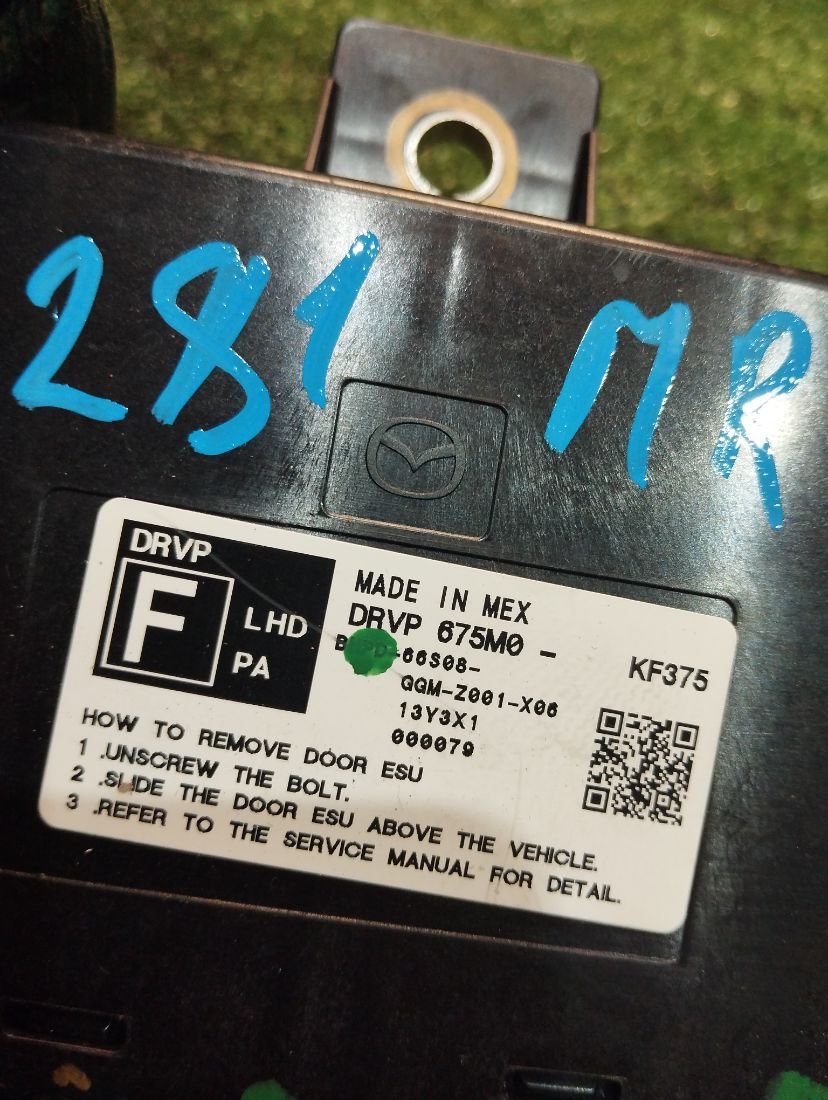 281 MR
DRVP
F
LHD
PA
MADE IN MEX
DRVP 675M0 -
KF375
66S08-
GGM-Z001-X06
13Y3X1
000079
HOW TO REMOVE DOOR ESU
1 .UNSCREW THE BOLT.
2 .SLIDE THE DOOR ESU ABOVE THE VEHICLE.
3 .REFER TO THE SERVICE MANUAL FOR DETAIL.